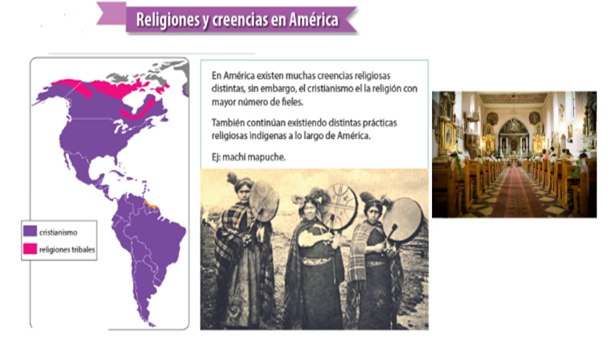 Religiones y creencias en América
En América existen muchas creencias religiosas
distintas, sin embargo, el cristianismo el la religión con
mayor número de fieles.
También continúan existiendo distintas prácticas
religiosas indígenas a lo largo de América.
Ej: machi mapuche.
cristianismo
religiones tribales